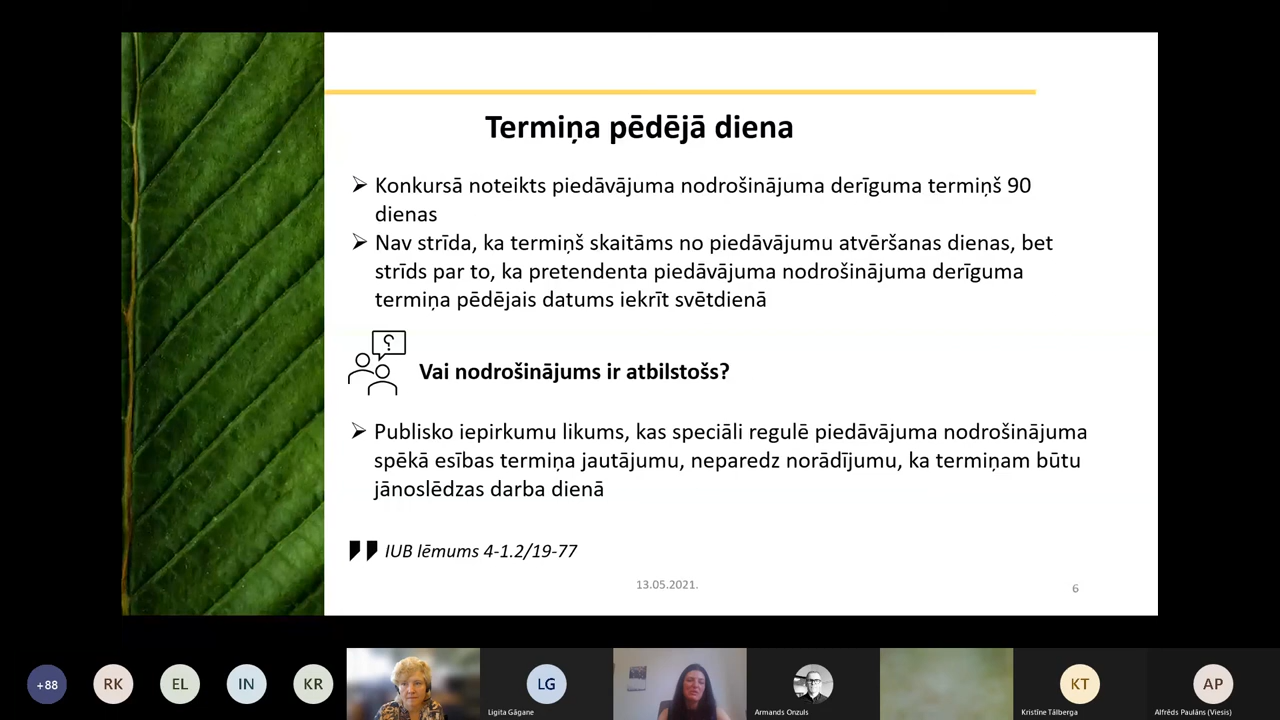 Termiņa pēdējā diena
Konkursā noteikts piedāvājuma nodrošinājuma derīguma termiņš 90
dienas
Nav strīda, ka termiņš skaitāms no piedāvājumu atvēršanas dienas, bet
strīds par to, ka pretendenta piedāvājuma nodrošinājuma derīguma
termiņa pēdējais datums iekrīt svētdienā
Vai nodrošinājums ir atbilstošs?
Publisko iepirkumu likums, kas speciāli regulē piedāvājuma nodrošinājuma
spēkā esības termiņa jautājumu, neparedz norādījumu, ka termiņam būtu
jānoslēdzas darba dienā
IUB lēmums 4-1.2/19-77
13.05.2021.
6
+88
RK
EL
IN
KR
LG
KT
AP
Ligita Gāgane
Armands Onzuls
Kristīne Tālberga
Alfrēds Paulāns (Viesis)